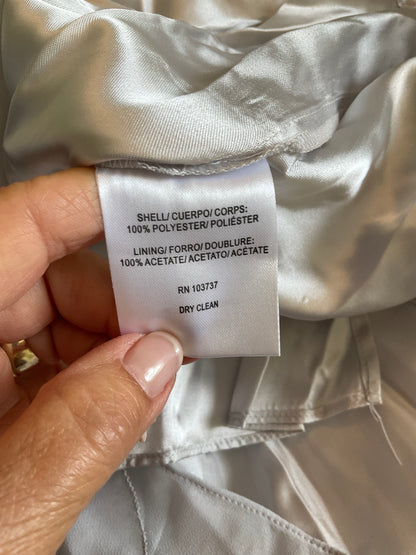 SHELL/ CUERPO/ CORPS:
100% POLYESTER/ POLIÉSTER
LINING/ FORRO/ DOUBLURE:
100% ACETATE/ ACETATO/ ACÉTATE
RN 103737
DRY CLEAN